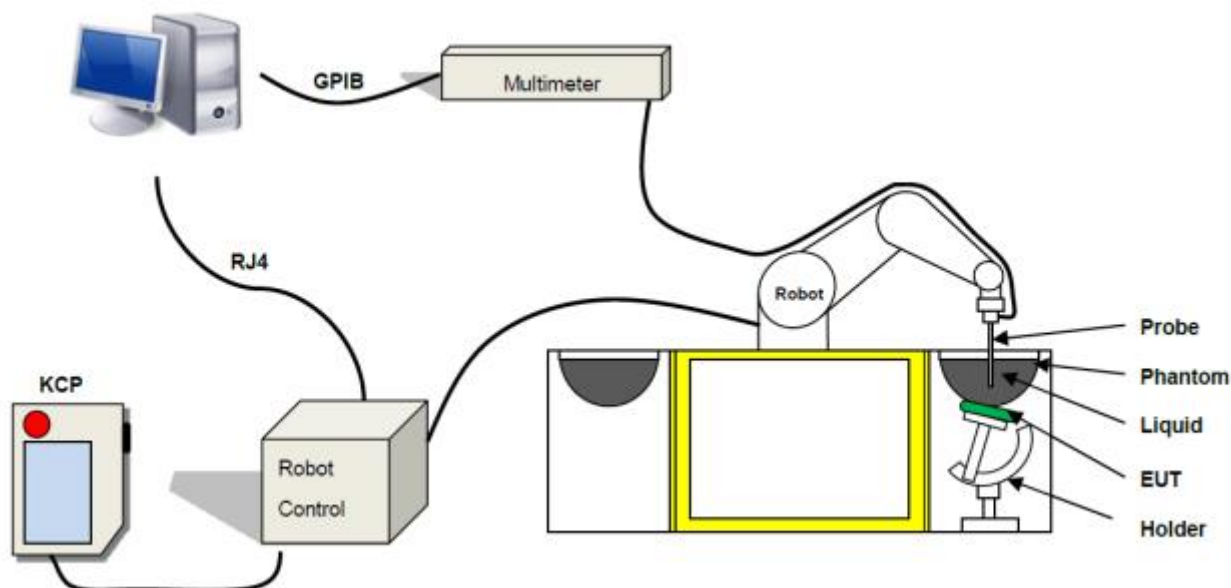 GPIB
Multimeter
RJ4
Robot
Probe
Phantom
KCP
Liquid
Robot
Control
EUT
Holder